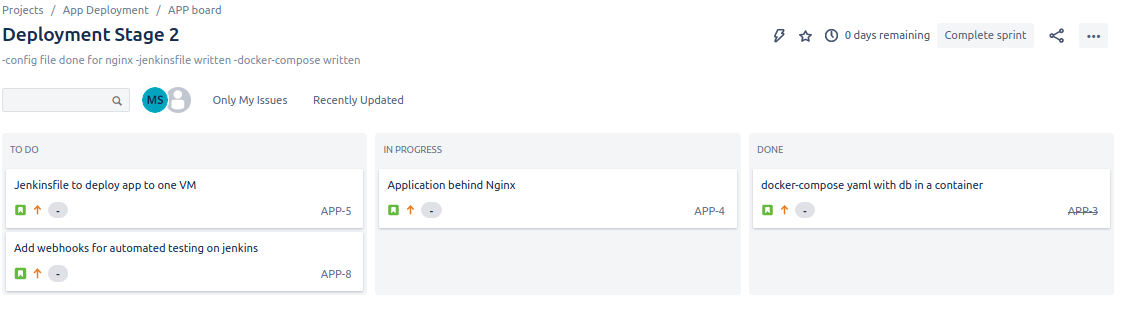 Projects / App Deployment / APP board
Deployment Stage 2
0 days remaining
Complete sprint
-config file done for nginx -jenkinsfile written -docker-compose written
MS
Only My Issues
Recently Updated
TO DO
Jenkinsfile to deploy app to one VM
- APP-5
Add webhooks for automated testing on jenkins
- APP-8
IN PROGRESS
Application behind Nginx
- APP-4
DONE
docker-compose yaml with db in a container
- APP-3